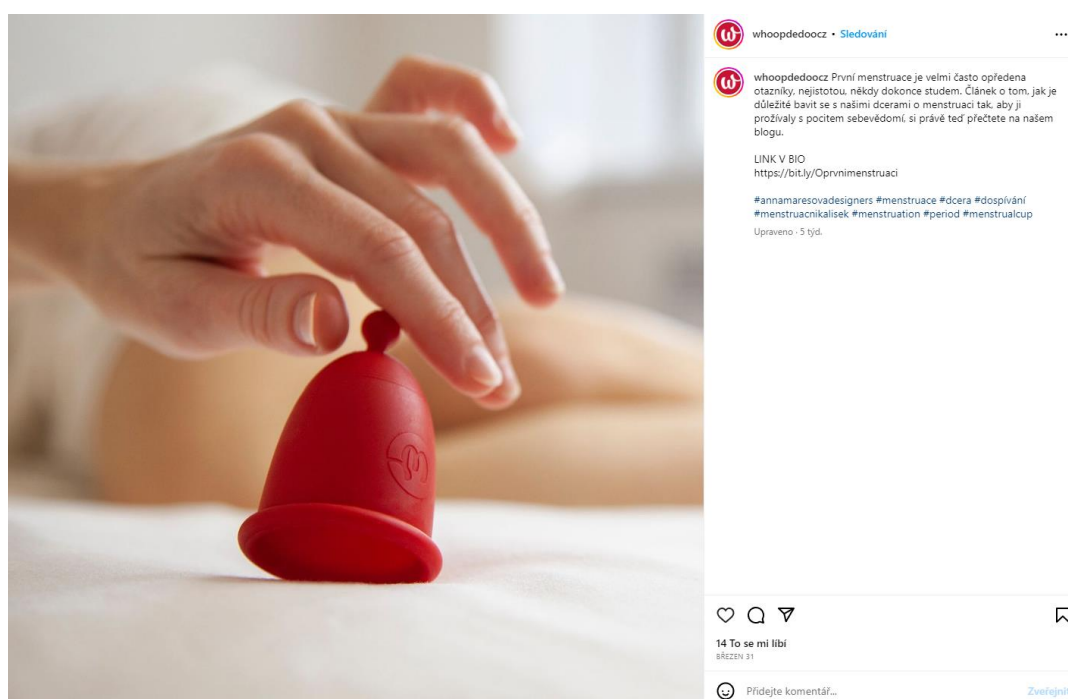 whoopdedoocz • Sledování
whoopdedoocz První menstruace je velmi často opředena
otazníky, nejistotou, někdy dokonce studem. Článek o tom, jak je
důležité bavit se s našimi dcerami o menstruaci tak, aby ji
prožívaly s pocitem sebevědomí, si právě teď přečtete na našem
blogu.
LINK V BIO
https://bit.ly/Oprvnimenstruaci
#annamaresovadesigners #menstruace #dcera #dospívání
#menstruacnikalisek #menstruation #period #menstrualcup
Upraveno · 5 týd.
14 To se mi líbí
BŘEZEN 31
Přidejte komentář...
Zveřejnit